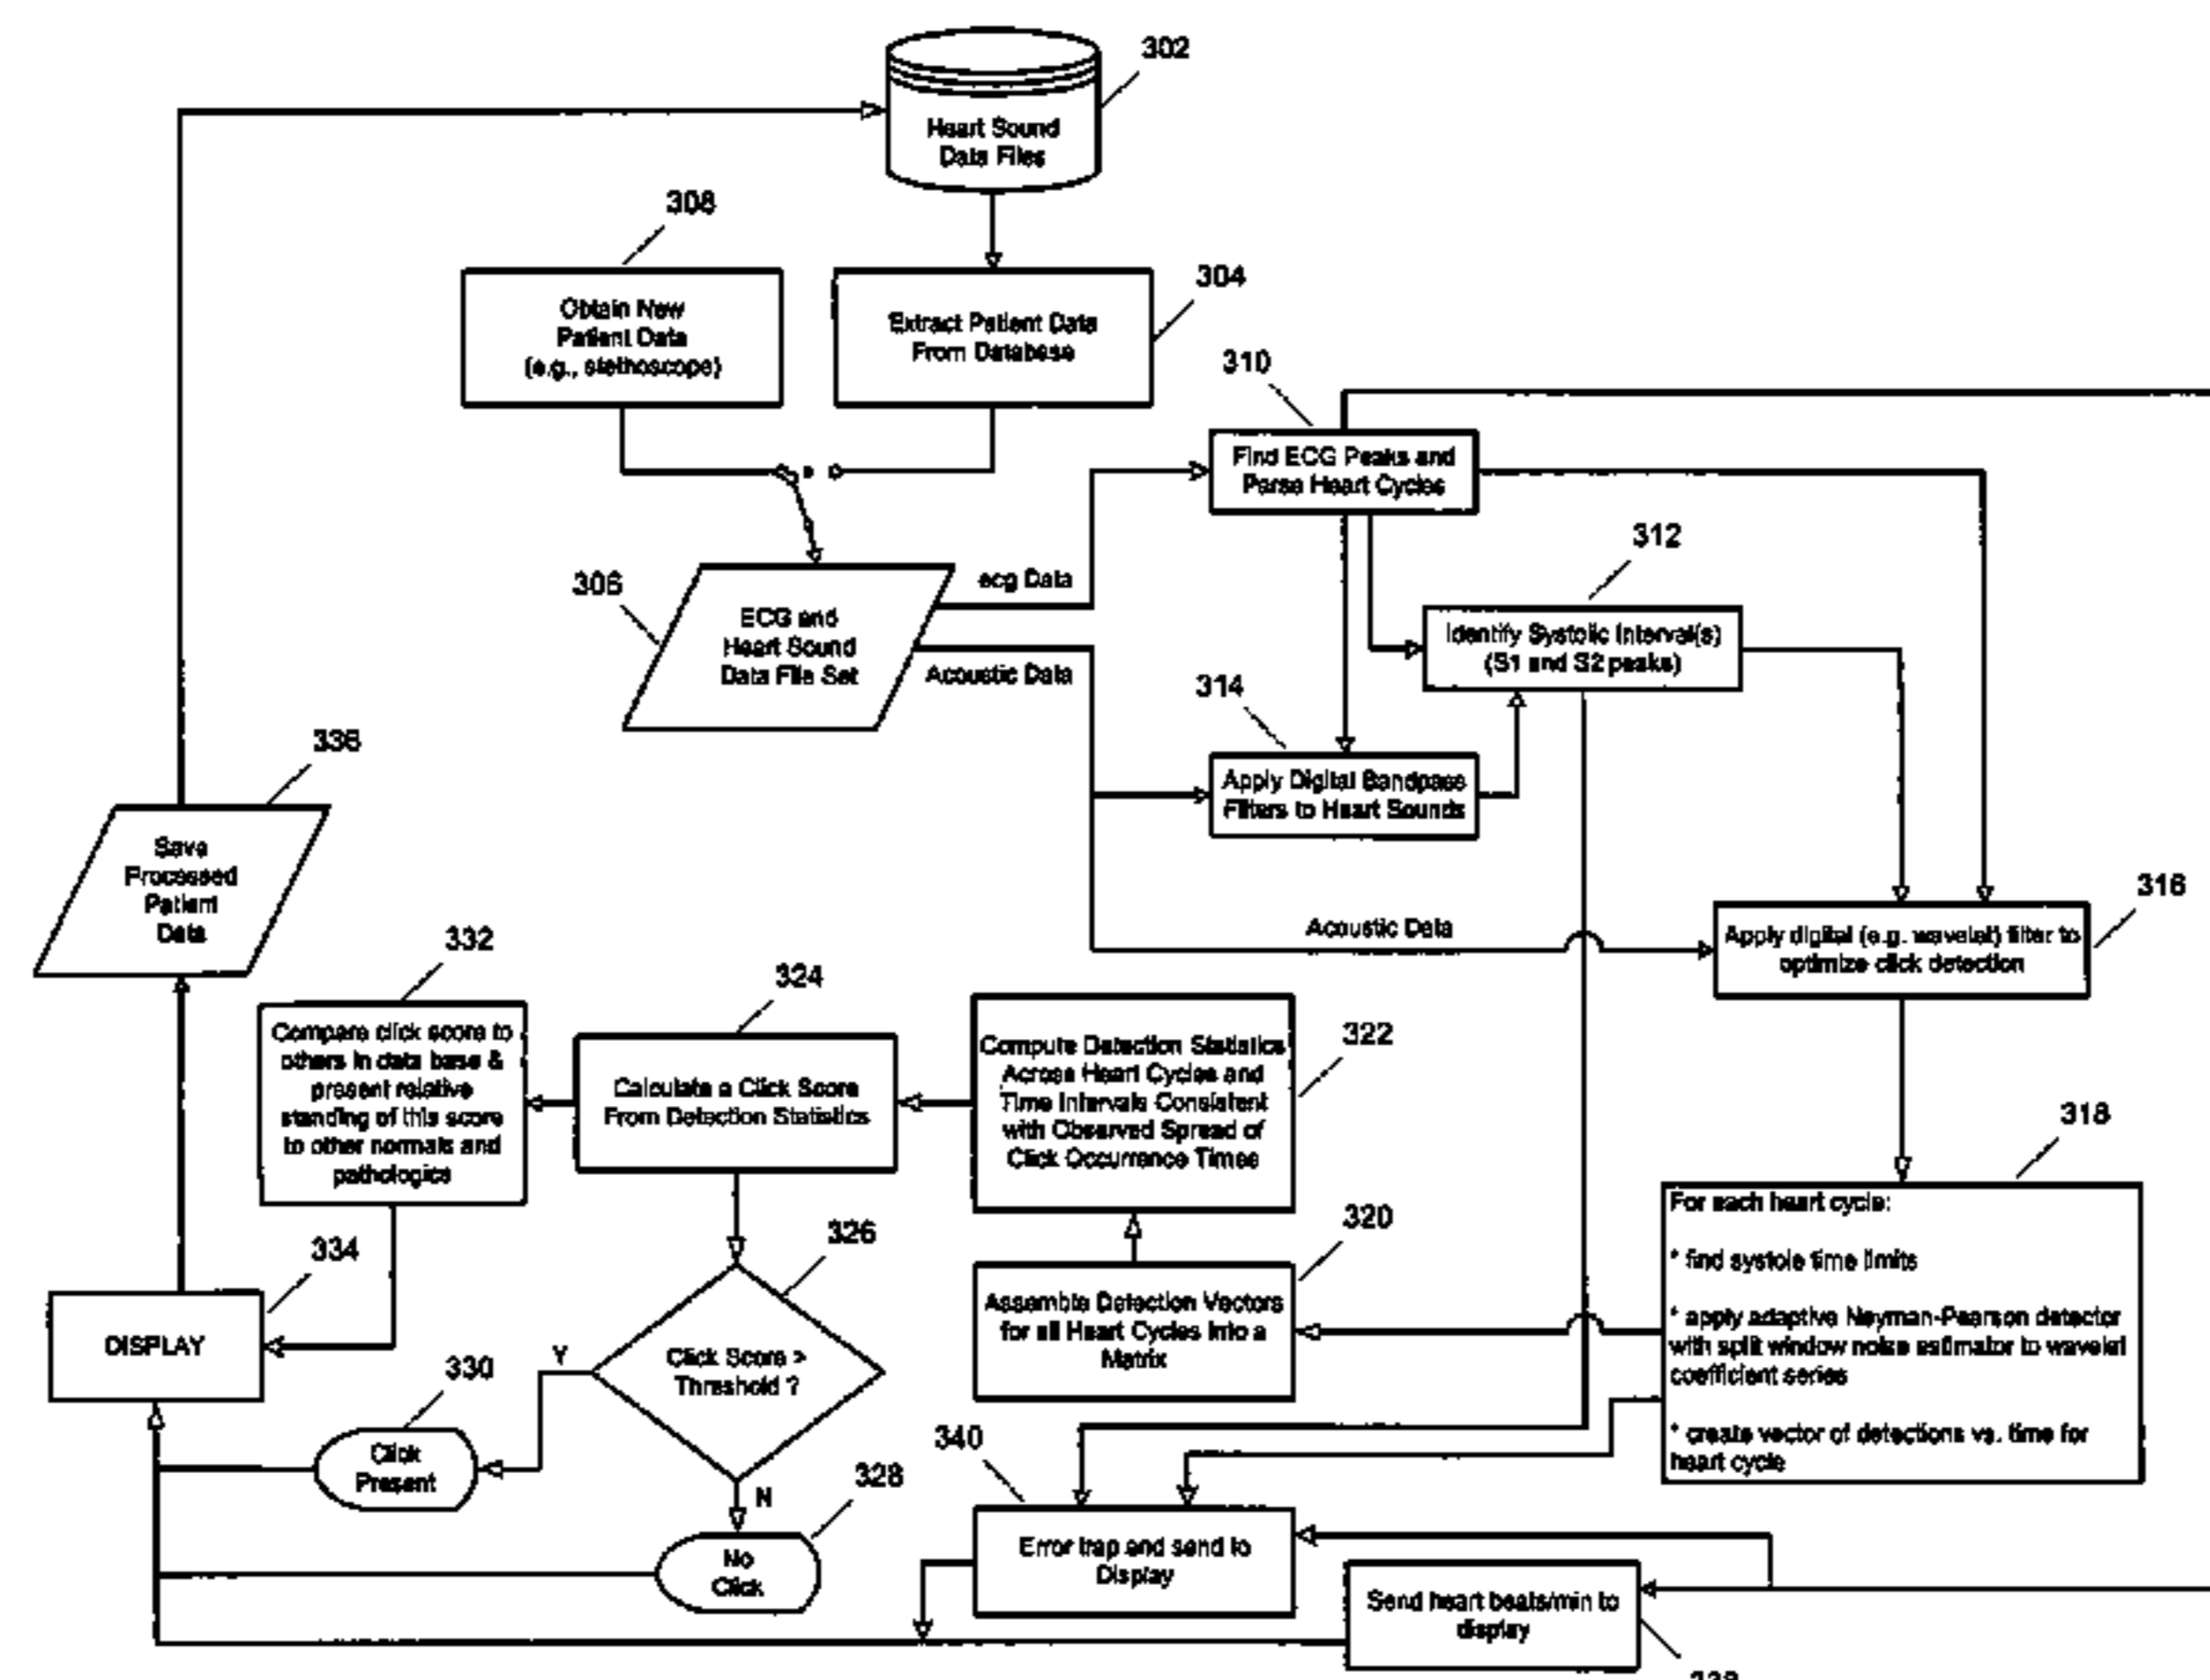 302
Heart Sound
Data Files
308
Obtain New
Patient Data
(e.g., stethoscope)
304
Extract Patient Data
From Database
310
Find ECG Peaks and
Parse Heart Cycles
306
ECG and
Heart Sound
Data File Set
ecg Data
Acoustic Data
312
Identify Systolic Interval(s)
(S1 and S2 peaks)
314
Apply Digital Bandpass
Filters to Heart Sounds
336
Save
Processed
Patient
Data
Acoustic Data
316
Apply digital (e.g. wavelet) filter to
optimize click detection
332
Compare click score to
others in data base &
present relative
standing of this score
to other normals and
pathologics
324
Calculate a Click Score
From Detection Statistics
322
Compute Detection Statistics
Across Heart Cycles and
Time Intervals Consistent
with Observed Spread of
Click Occurrence Times
318
For each heart cycle:
* find systole time limits
* apply adaptive Neyman-Pearson detector
with split window noise estimator to wavelet
coefficient series
* create vector of detections vs. time for
heart cycle
320
Assemble Detection Vectors
for all Heart Cycles into a
Matrix
334
DISPLAY
326
Click Score >
Threshold ?
Y
N
330
Click
Present
328
No
Click
340
Error trap and send to
Display
Send heart beats/min to
display